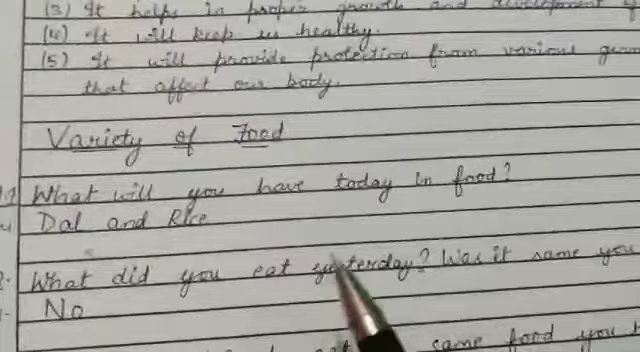 (3) It helps in proper growth and development of
(4) It will keep us healthy.
(5) It will provide protection from various
that affect our body.
Variety of Food
What will you have today in food?
Dal and Rice
What did you eat yesterday? Was it same you
No
same food you